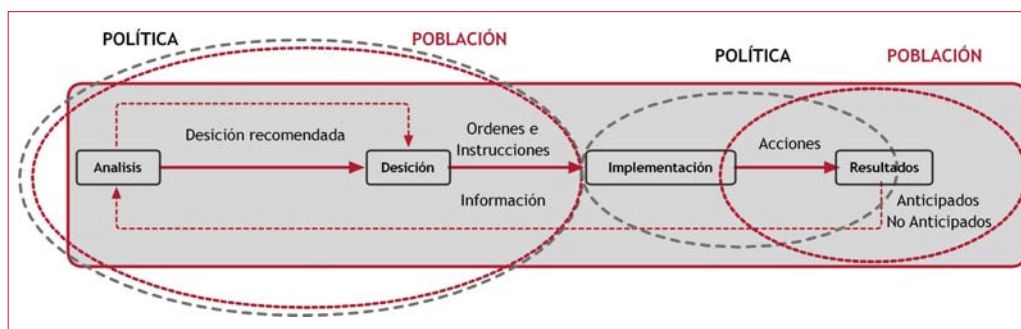 POLÍTICA
POBLACIÓN
POLÍTICA
POBLACIÓN
Desición recomendada
Ordenes e
Instrucciones
Acciones
Analisis
Desición
Implementación
Resultados
Información
Anticipados
No Anticipados